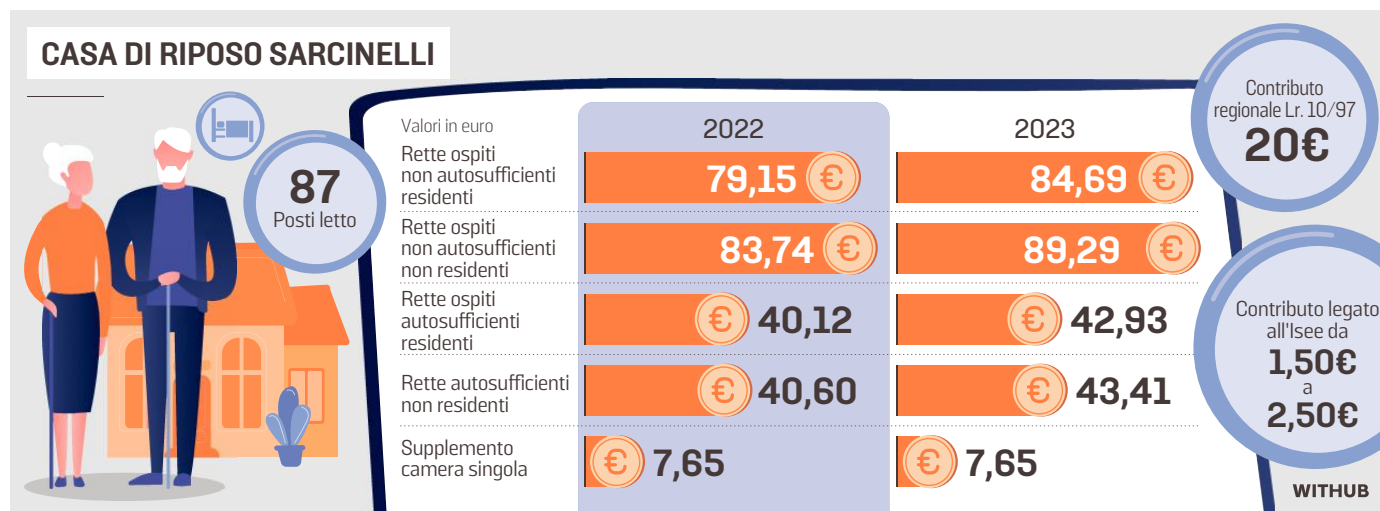 CASA DI RIPOSO SARCINELLI
87
Posti letto
Valori in euro
2022
2023
Rette ospiti
non autosufficienti
residenti
79,15 €
84,69 €
Rette ospiti
non autosufficienti
non residenti
83,74 €
89,29 €
Rette ospiti
autosufficienti
residenti
€ 40,12
€ 42,93
Rette autosufficienti
non residenti
€ 40,60
€ 43,41
Supplemento
camera singola
€ 7,65
€ 7,65
Contributo
regionale Lr. 10/97
20€
Contributo legato
all'Isee da
1,50€
a
2,50€
WITHUB